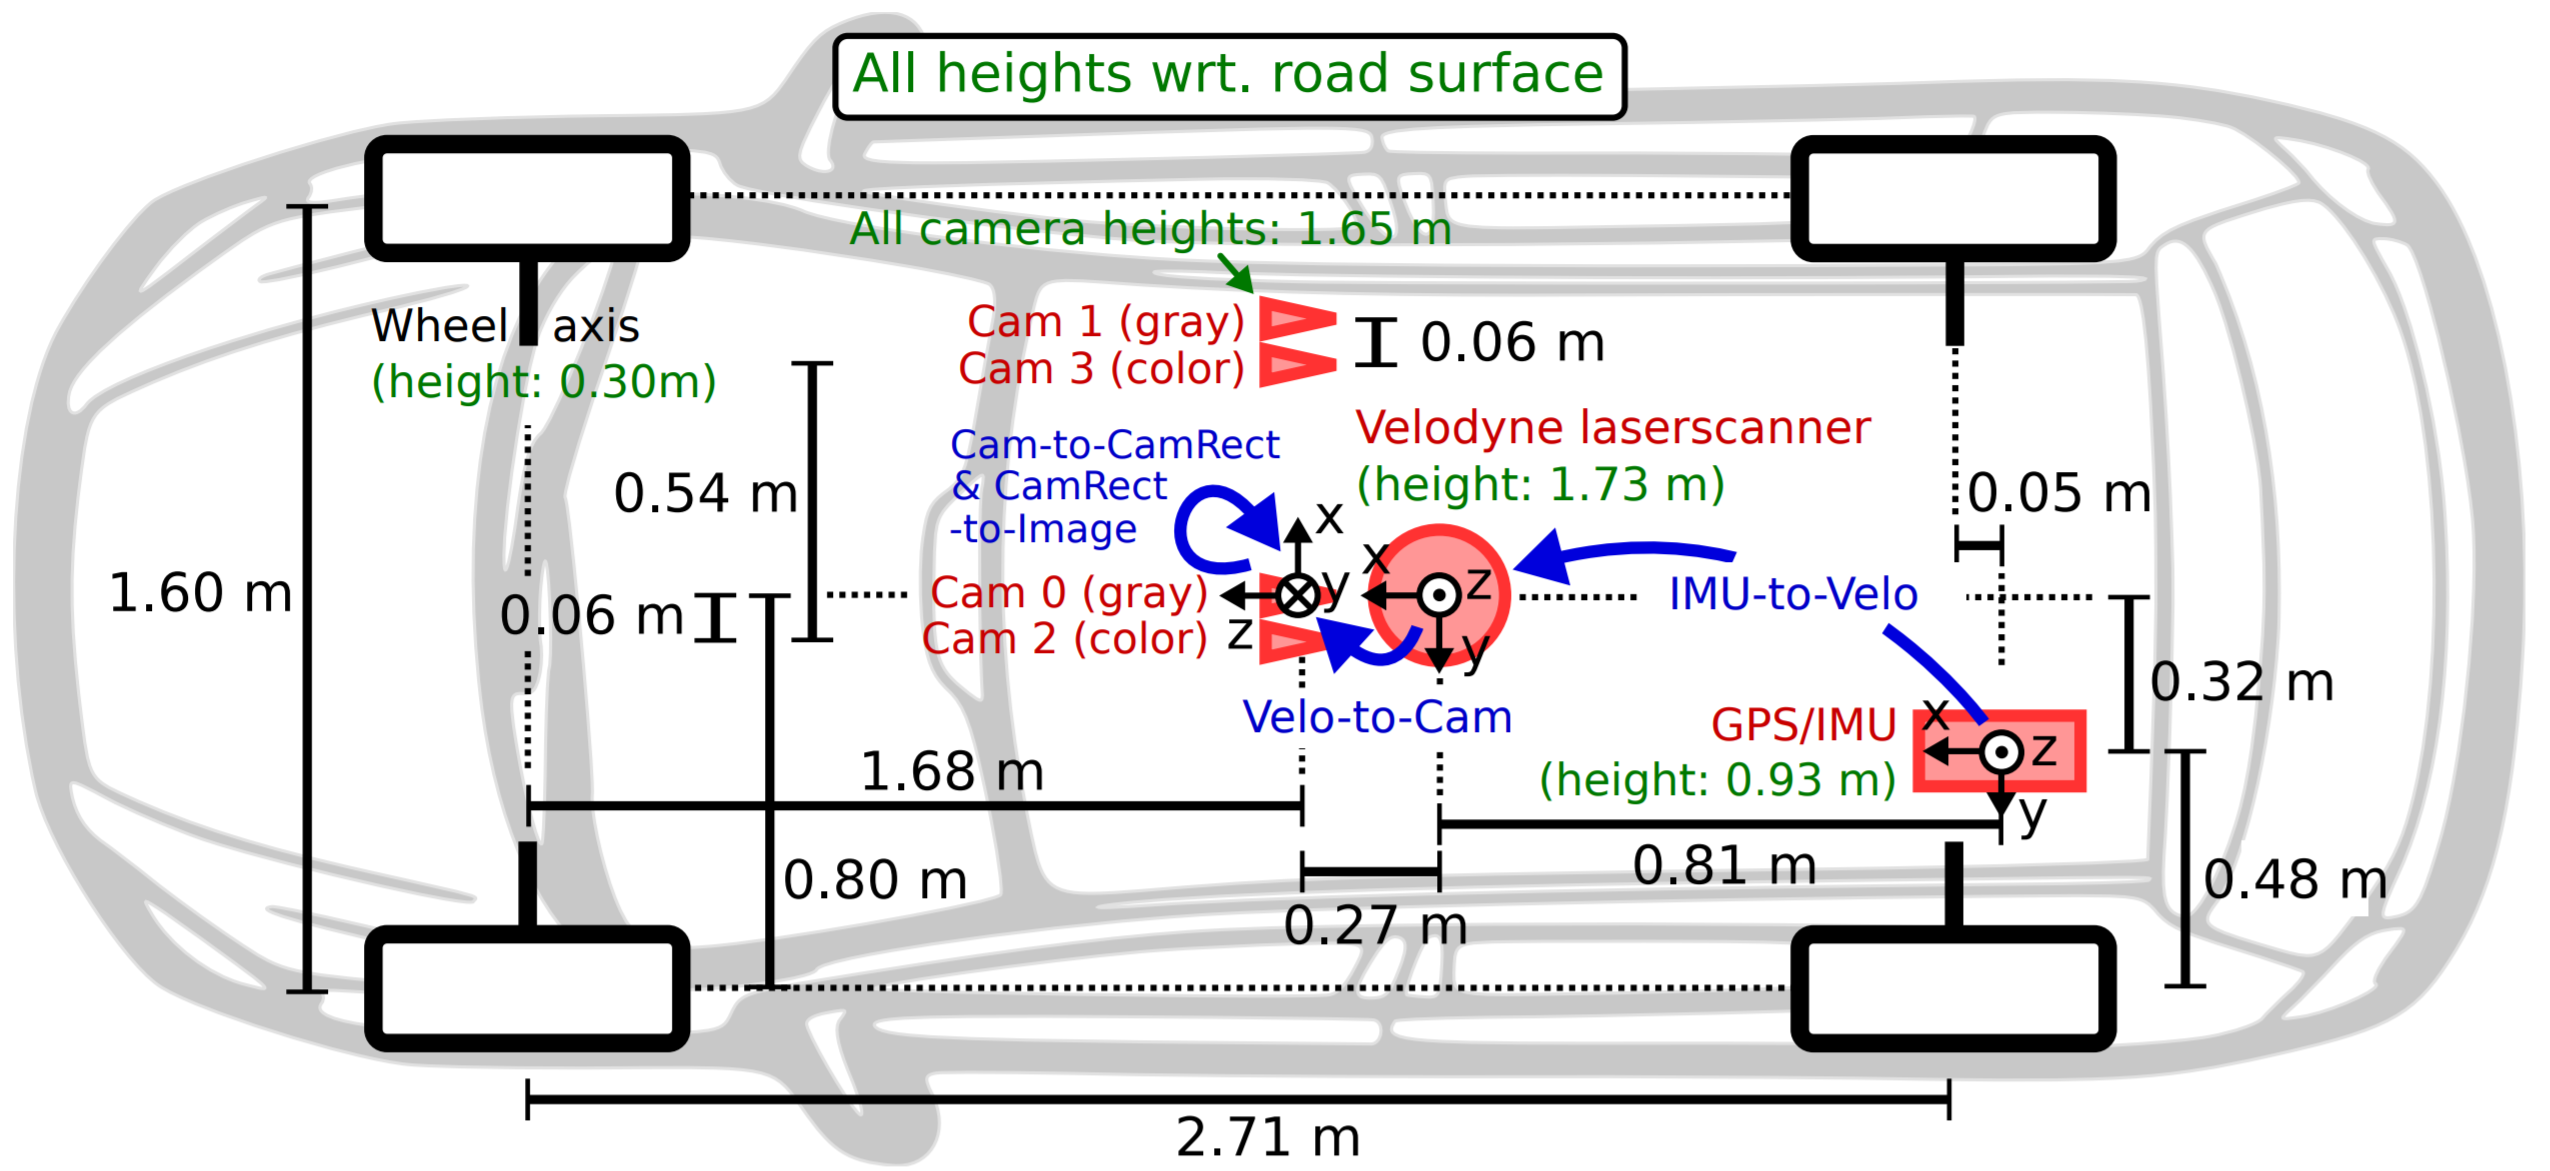 All heights wrt. road surface
All camera heights: 1.65 m
Cam 1 (gray)
Cam 3 (color)
0.06 m
Wheel axis
(height: 0.30m)
Velodyne laserscanner
(height: 1.73 m)
Cam-to-CamRect
& CamRect
-to-Image
0.54 m
0.05 m
x
x
z
y
1.60 m
0.06 m
Cam 0 (gray)
Cam 2 (color)
z
y
IMU-to-Velo
0.32 m
Velo-to-Cam
GPS/IMU
(height: 0.93 m)
x
z
y
1.68 m
0.80 m
0.81 m
0.48 m
0.27 m
2.71 m